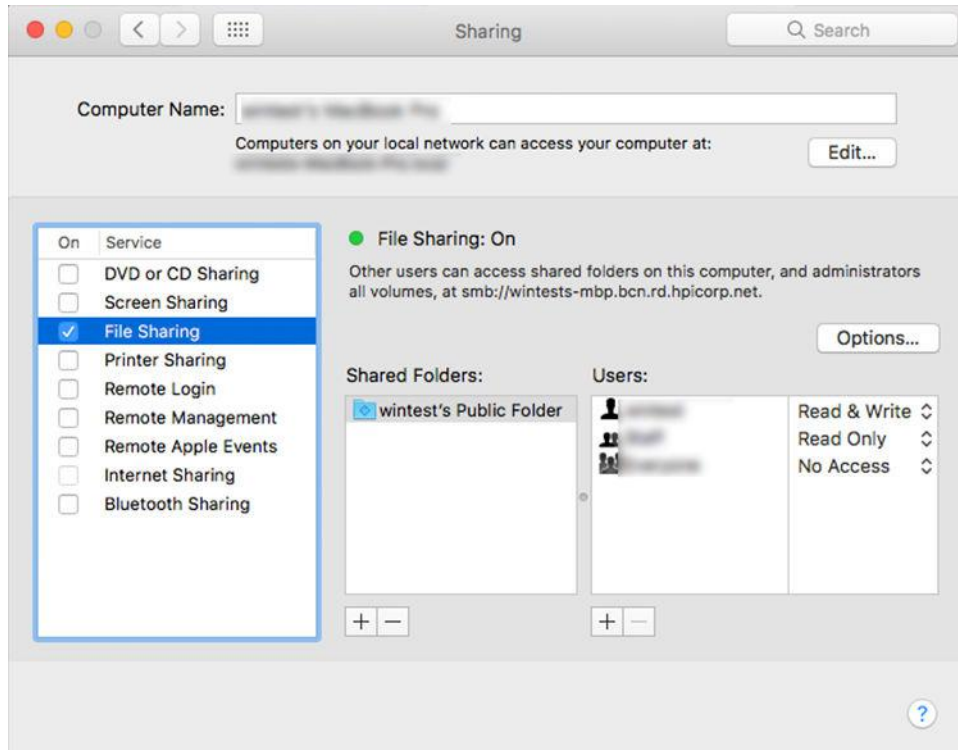 Sharing
Search
Computer Name:
Computers on your local network can access your computer at:
Edit...
On Service
DVD or CD Sharing
Screen Sharing
File Sharing
Printer Sharing
Remote Login
Remote Management
Remote Apple Events
Internet Sharing
Bluetooth Sharing
File Sharing: On
Other users can access shared folders on this computer, and administrators
all volumes, at smb://wintests-mbp.bcn.rd.hpicorp.net.
Options...
Shared Folders:
wintest's Public Folder
Users:
Read & Write
Read Only
No Access
+ −
+ −
?